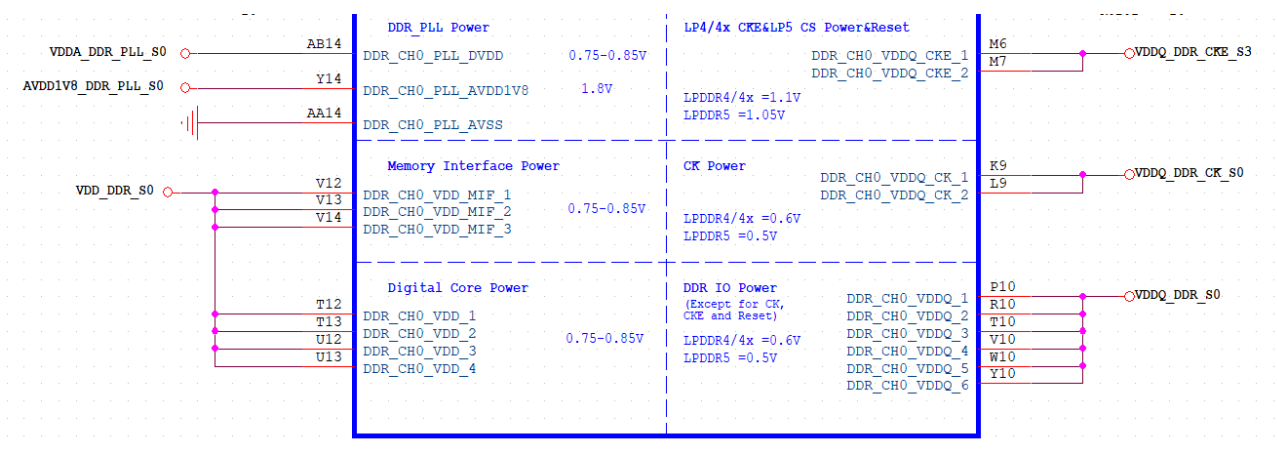 DDR_PLL Power
VDDA_DDR_PLL_S0
AB14
DDR_CH0_PLL_DVDD
0.75-0.85V
AVDD1V8_DDR_PLL_S0
Y14
DDR_CH0_PLL_AVDD1V8
1.8V
AA14
DDR_CH0_PLL_AVSS
LP4/4x CKE&LP5 CS Power&Reset
DDR_CH0_VDDQ_CKE_1
M6
VDDQ_DDR_CKE_S3
DDR_CH0_VDDQ_CKE_2
M7
LPDDR4/4x =1.1V
LPDDR5 =1.05V
Memory Interface Power
VDD_DDR_S0
V12
DDR_CH0_VDD_MIF_1
V13
DDR_CH0_VDD_MIF_2
0.75-0.85V
V14
DDR_CH0_VDD_MIF_3
CK Power
DDR_CH0_VDDQ_CK_1
K9
VDDQ_DDR_CK_S0
DDR_CH0_VDDQ_CK_2
L9
LPDDR4/4x =0.6V
LPDDR5 =0.5V
Digital Core Power
T12
DDR_CH0_VDD_1
T13
DDR_CH0_VDD_2
0.75-0.85V
U12
DDR_CH0_VDD_3
U13
DDR_CH0_VDD_4
DDR IO Power
(Except for CK,
CKE and Reset)
LPDDR4/4x =0.6V
LPDDR5 =0.5V
DDR_CH0_VDDQ_1
P10
VDDQ_DDR_S0
DDR_CH0_VDDQ_2
R10
DDR_CH0_VDDQ_3
T10
DDR_CH0_VDDQ_4
V10
DDR_CH0_VDDQ_5
W10
DDR_CH0_VDDQ_6
Y10